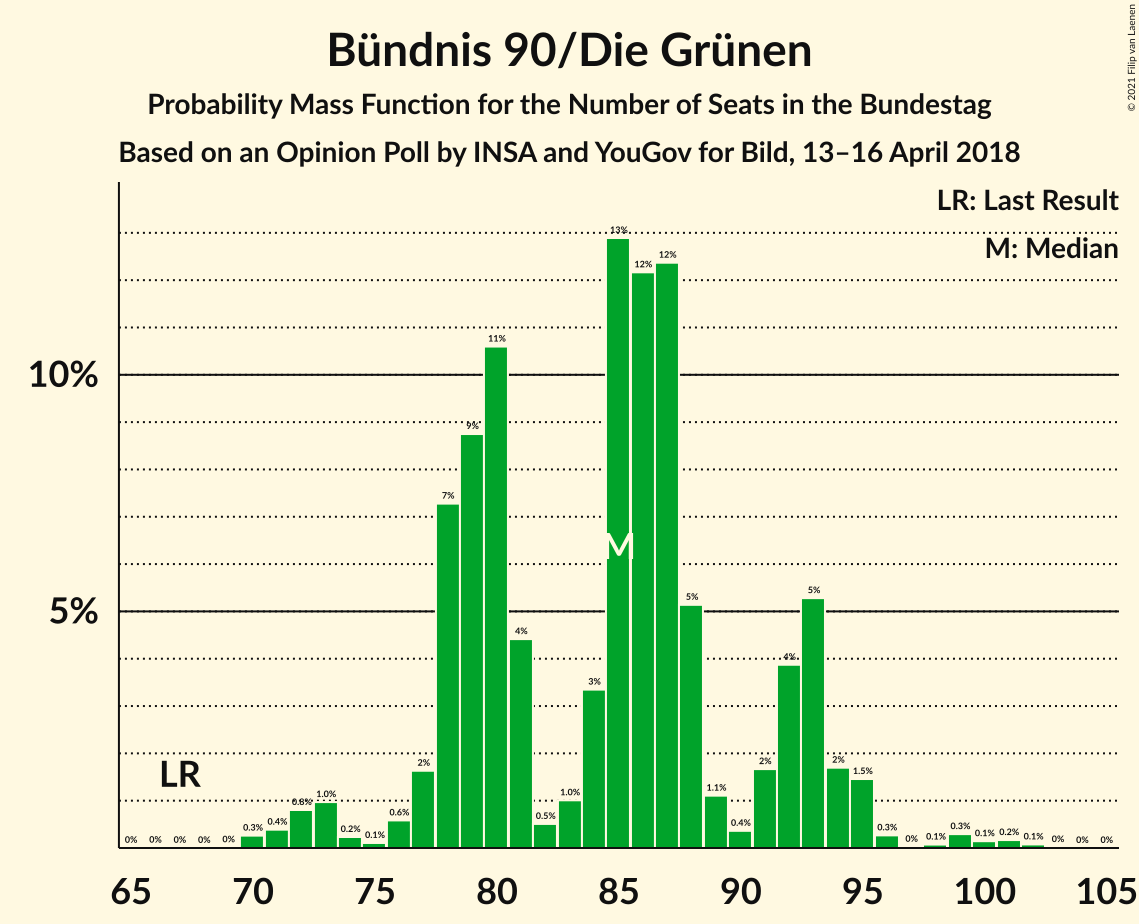 Bündnis 90/Die Grünen
Probability Mass Function for the Number of Seats in the Bundestag
Based on an Opinion Poll by INSA and YouGov for Bild, 13–16 April 2018
© 2021 Filip van Laenen
LR: Last Result
M: Median
10%
5%
LR
M
0% 0% 0% 0% 0% 0.3% 0.4% 0.8% 1.0% 0.2% 0.1% 0.6% 2% 7% 9% 11% 4% 0.5% 1.0% 3% 13% 12% 12% 5% 1.1% 0.4% 2% 4% 5% 2% 1.5% 0.3% 0% 0.1% 0.3% 0.1% 0.2% 0.1% 0% 0% 0%
65 70 75 80 85 90 95 100 105